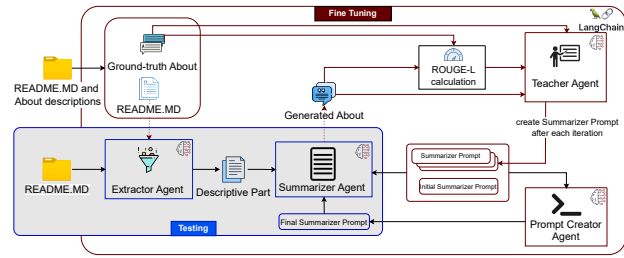 Fine Tuning
LangChain
Ground-truth About
README.MD
README.MD and
About descriptions
ROUGE-L
calculation
Teacher Agent
Generated About
create Summarizer Prompt
after each iteration
README.MD
Extractor Agent
Descriptive Part
Summarizer Agent
Summarizer Prompt
Initial Summarizer Prompt
Final Summarizer Prompt
Prompt Creator
Agent
Testing